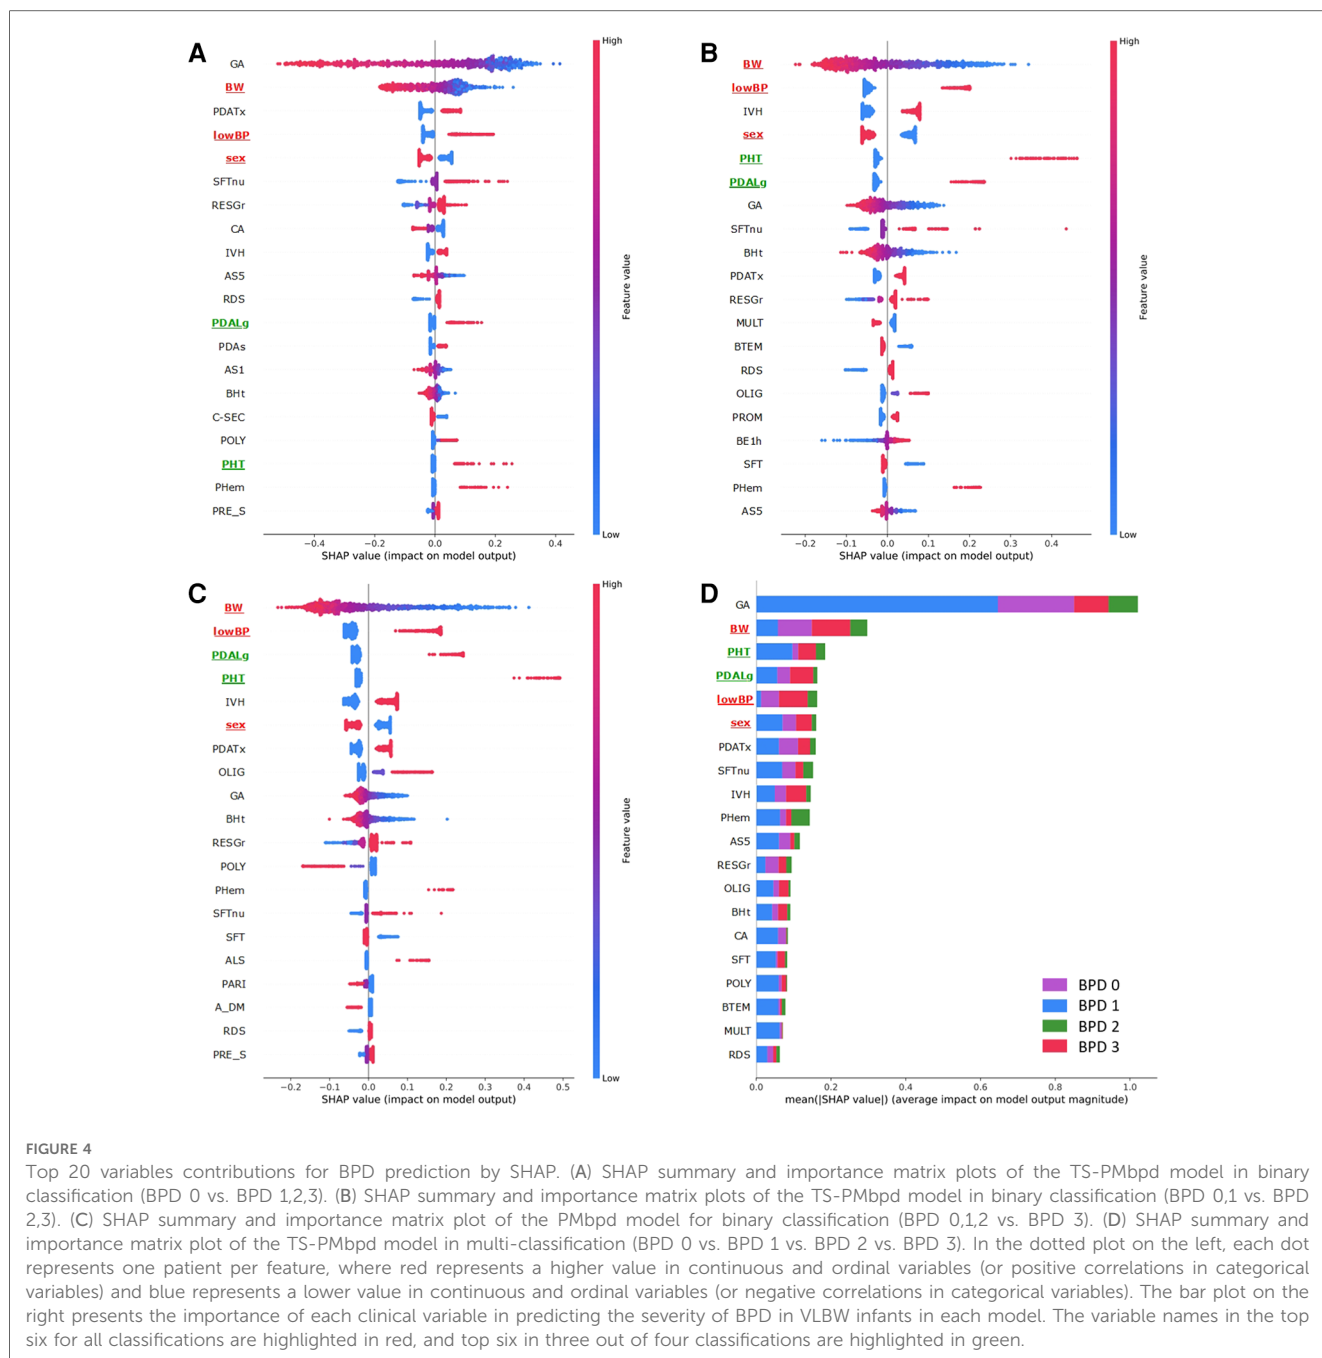 A
High
GA
BW
PDATx
lowBP
sex
SFTnu
RESGr
CA
IVH
AS5
RDS
PDALg
PDAs
AS1
BHt
C-SEC
POLY
PHT
PHem
PRE_S
Feature value
Low
−0.4 −0.2 0.0 0.2 0.4
SHAP value (impact on model output)
B
High
BW
lowBP
IVH
sex
PHT
PDALg
GA
SFTnu
BHt
PDATx
RESGr
MULT
BTEM
RDS
OLIG
PROM
BE1h
SFT
PHem
AS5
Feature value
Low
−0.2 −0.1 0.0 0.1 0.2 0.3 0.4
SHAP value (impact on model output)
C
High
BW
lowBP
PDALg
PHT
IVH
sex
PDATx
OLIG
GA
BHt
RESGr
POLY
PHem
SFTnu
SFT
ALS
PARI
A_DM
RDS
PRE_S
Feature value
Low
−0.2 −0.1 0.0 0.1 0.2 0.3 0.4 0.5
SHAP value (impact on model output)
D
GA
BW
PHT
PDALg
lowBP
sex
PDATx
SFTnu
IVH
PHem
AS5
RESGr
OLIG
BHt
CA
SFT
POLY
BTEM
MULT
RDS
BPD 0
BPD 1
BPD 2
BPD 3
0.0 0.2 0.4 0.6 0.8 1.0
mean(|SHAP value|) (average impact on model output magnitude)
FIGURE 4
Top 20 variables contributions for BPD prediction by SHAP. (A) SHAP summary and importance matrix plots of the TS-PMbpd model in binary
classification (BPD 0 vs. BPD 1,2,3). (B) SHAP summary and importance matrix plots of the TS-PMbpd model in binary classification (BPD 0,1 vs. BPD
2,3). (C) SHAP summary and importance matrix plot of the PMbpd model for binary classification (BPD 0,1,2 vs. BPD 3). (D) SHAP summary and
importance matrix plot of the TS-PMbpd model in multi-classification (BPD 0 vs. BPD 1 vs. BPD 2 vs. BPD 3). In the dotted plot on the left, each dot
represents one patient per feature, where red represents a higher value in continuous and ordinal variables (or positive correlations in categorical
variables) and blue represents a lower value in continuous and ordinal variables (or negative correlations in categorical variables). The bar plot on the
right presents the importance of each clinical variable in predicting the severity of BPD in VLBW infants in each model. The variable names in the top
six for all classifications are highlighted in red, and top six in three out of four classifications are highlighted in green.